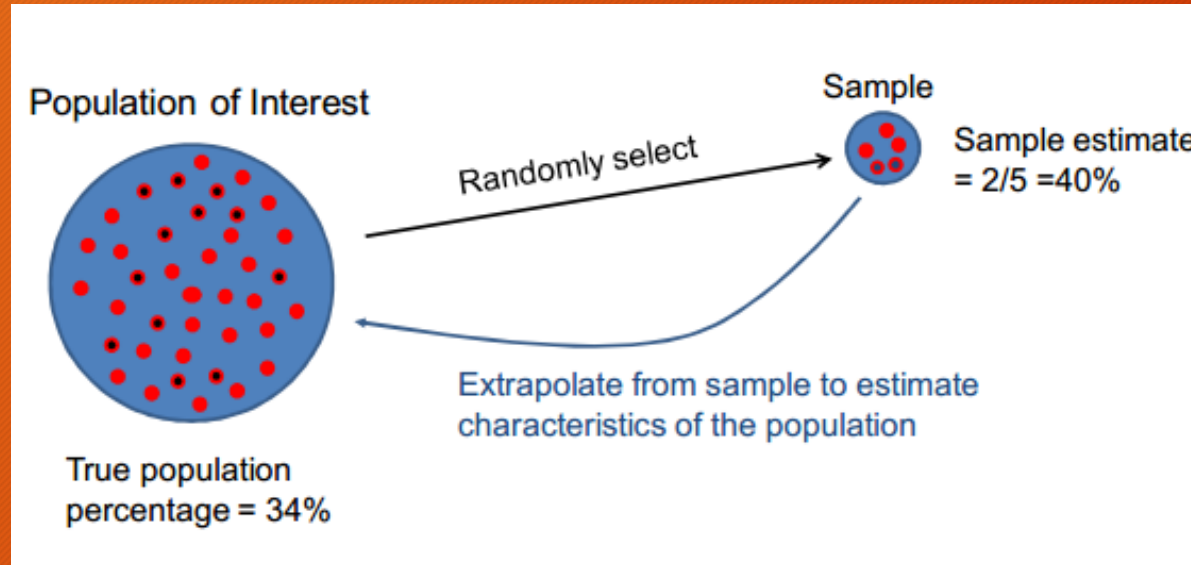 Population of Interest
Randomly select
Sample
Sample estimate
= 2/5 =40%
Extrapolate from sample to estimate
characteristics of the population
True population
percentage = 34%